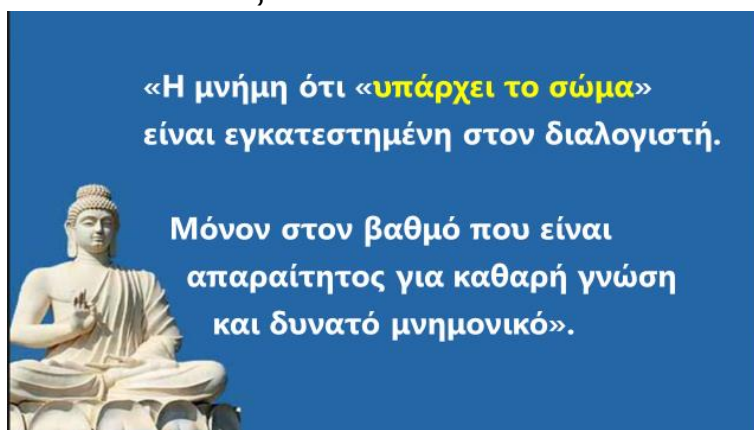 «Η μνήμη ότι «υπάρχει το σώμα»
είναι εγκατεστημένη στον διαλογιστή.
Μόνον στον βαθμό που είναι
απαραίτητος για καθαρή γνώση
και δυνατό μνημονικό».